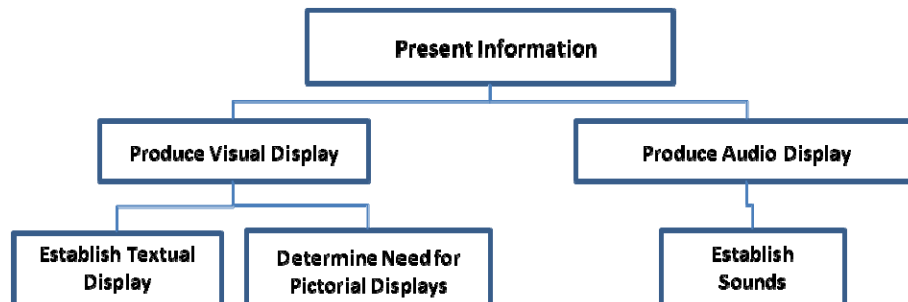 Present Information
Produce Visual Display
Produce Audio Display
Establish Textual
Display
Determine Need for
Pictorial Displays
Establish
Sounds